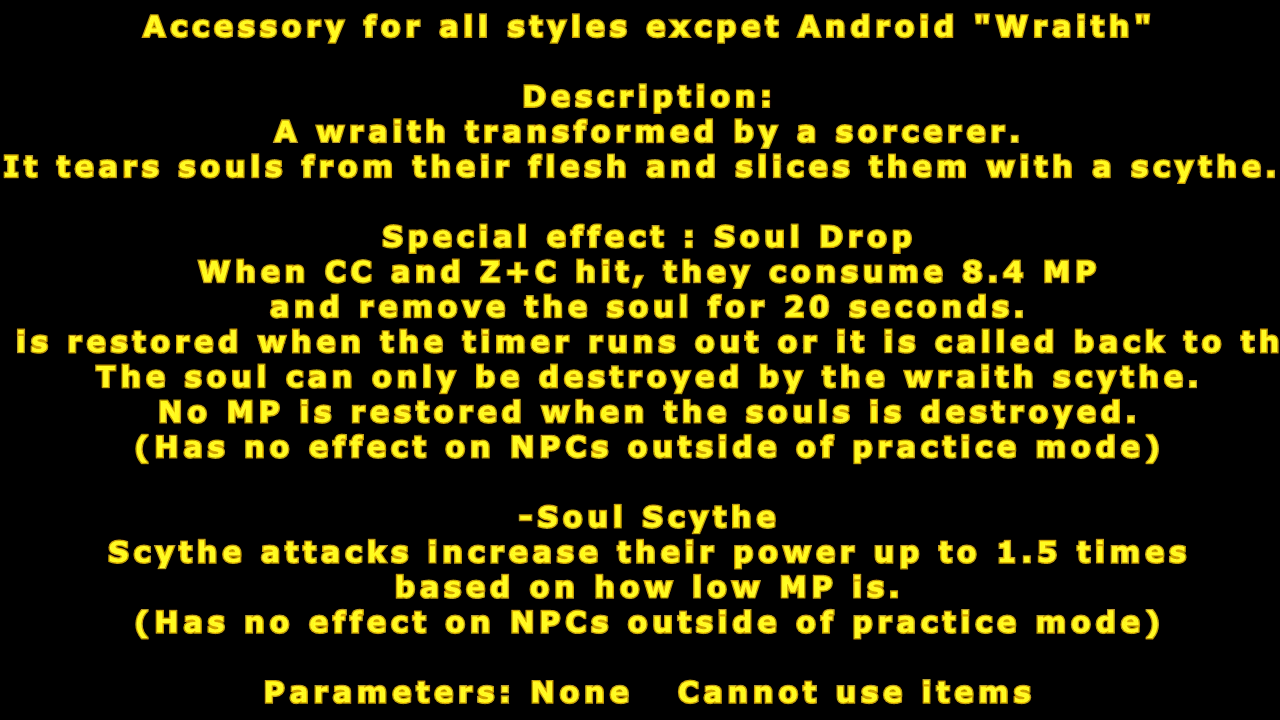 Accessory for all styles excpet Android "Wraith"
Description:
A wraith transformed by a sorcerer.
It tears souls from their flesh and slices them with a scythe.
Special effect : Soul Drop
When CC and Z+C hit, they consume 8.4 MP
and remove the soul for 20 seconds.
is restored when the timer runs out or it is called back to th
The soul can only be destroyed by the wraith scythe.
No MP is restored when the souls is destroyed.
(Has no effect on NPCs outside of practice mode)
-Soul Scythe
Scythe attacks increase their power up to 1.5 times
based on how low MP is.
(Has no effect on NPCs outside of practice mode)
Parameters: None   Cannot use items